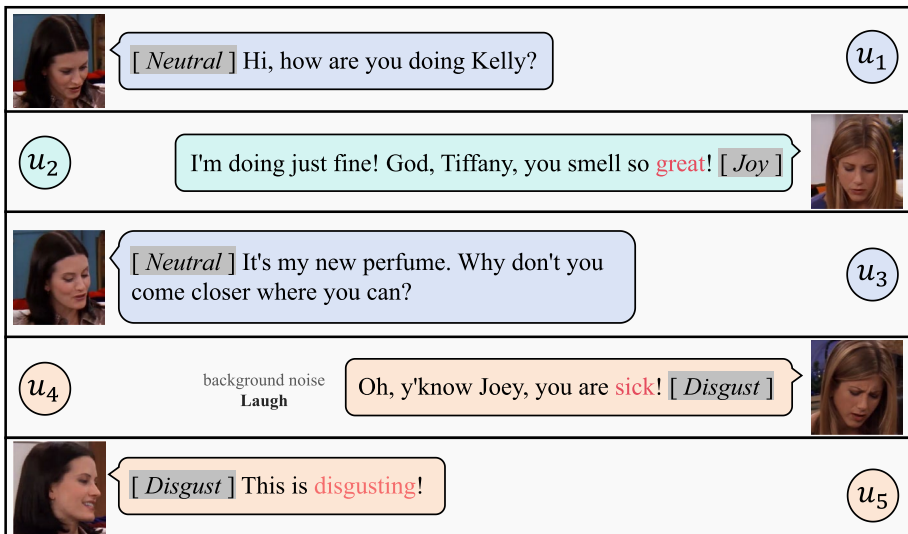 [ Neutral ] Hi, how are you doing Kelly?
u1
u2
I'm doing just fine! God, Tiffany, you smell so great! [ Joy ]
[ Neutral ] It's my new perfume. Why don't you
come closer where you can?
u3
u4
background noise
Laugh
Oh, y'know Joey, you are sick! [ Disgust ]
[ Disgust ] This is disgusting!
u5